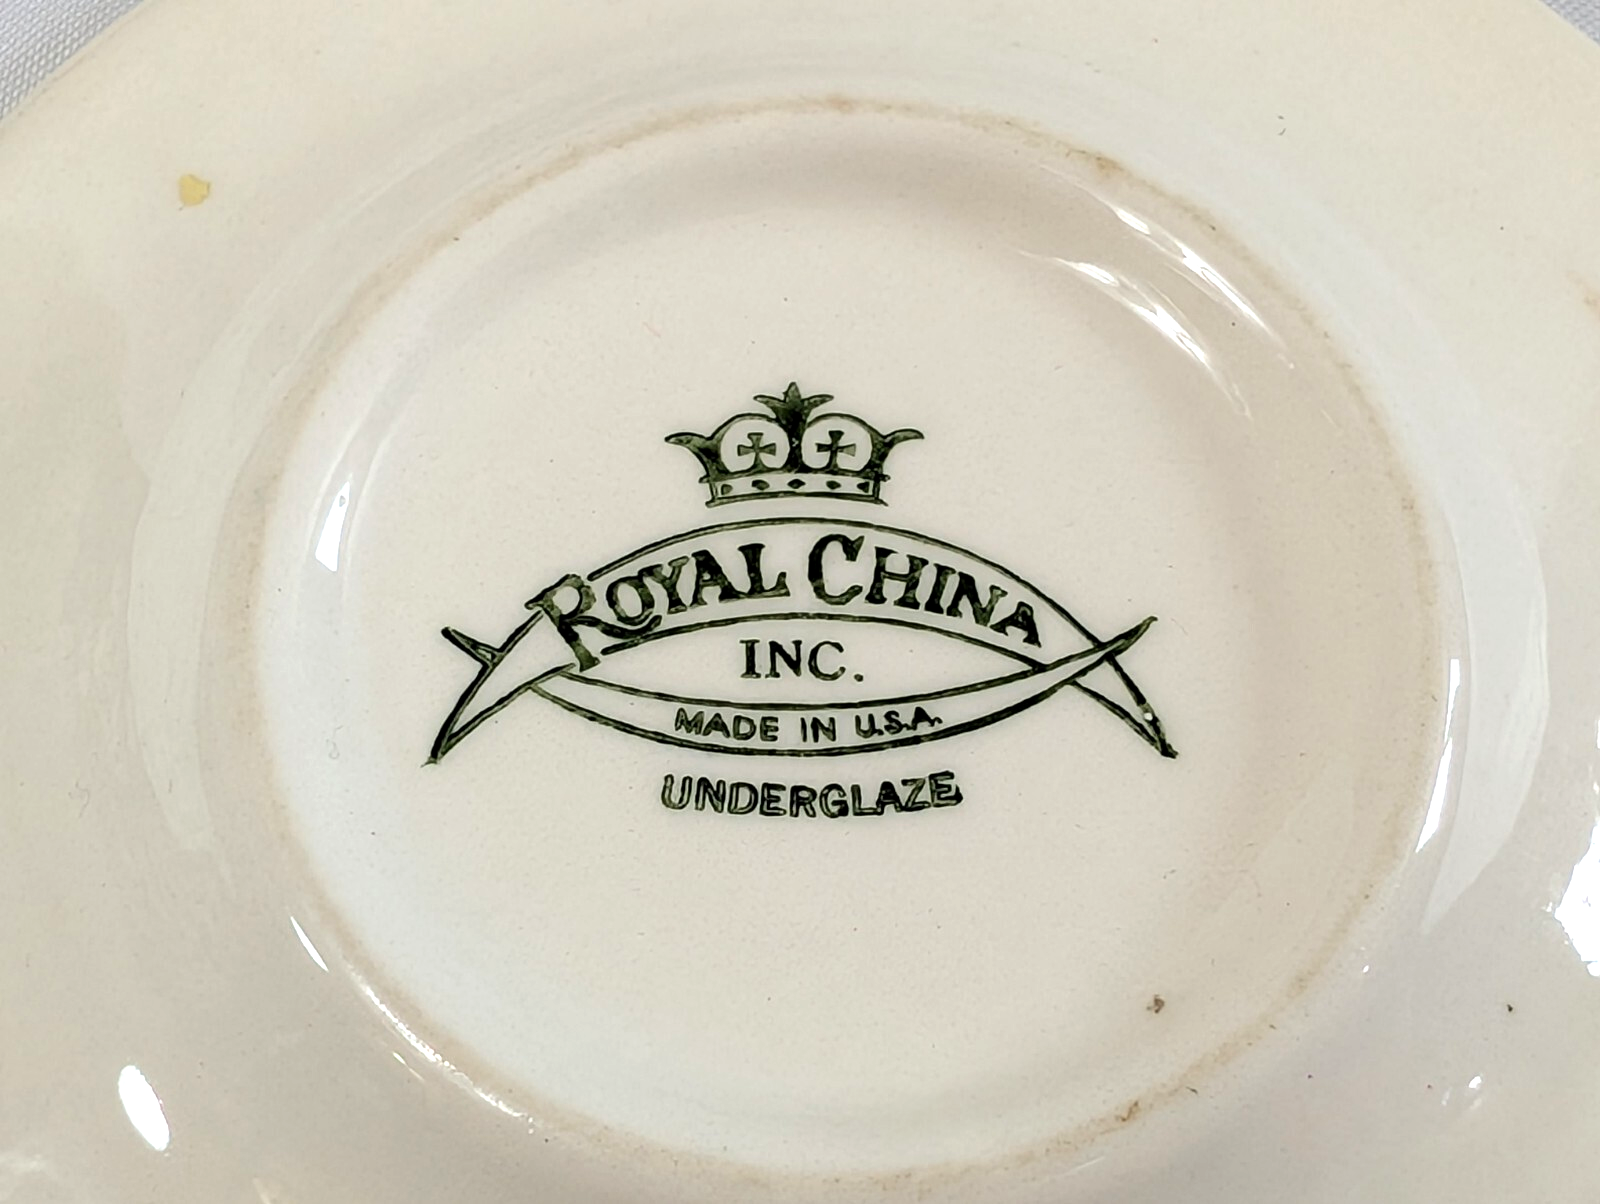 ROYAL CHINA
INC.
MADE IN U.S.A.
UNDERGLAZE